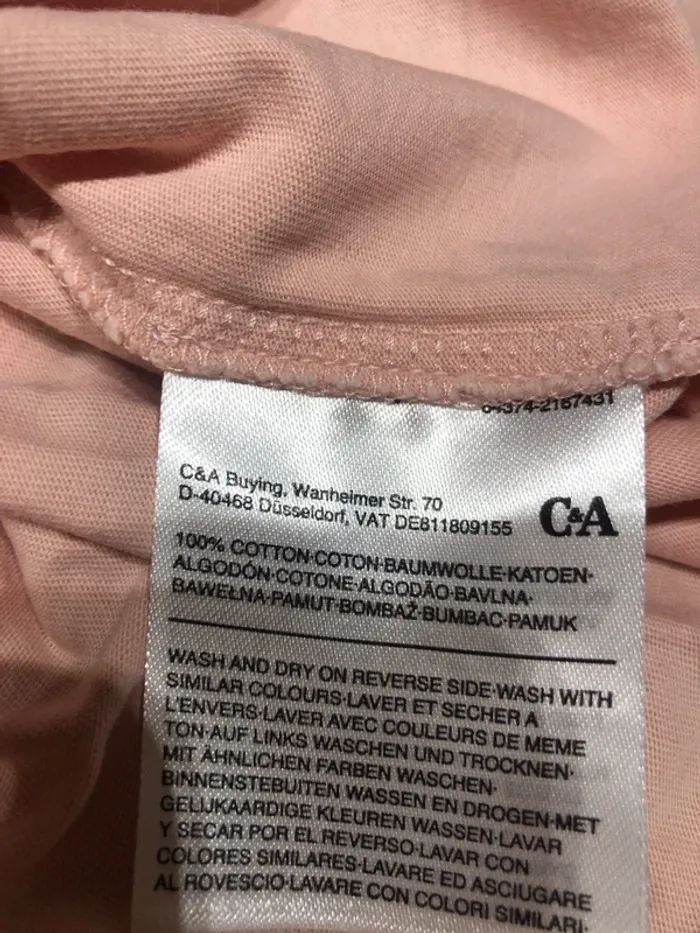 04374-2167431
C&A Buying, Wanheimer Str. 70
D-40468 Düsseldorf, VAT DE811809155
C&A
100% COTTON·COTON·BAUMWOLLE·KATOEN·
ALGODÓN·COTONE·ALGODÃO·BAVLNA·
BAWEŁNA·PAMUT·BOMBAŽ·BUMBAC·PAMUK
WASH AND DRY ON REVERSE SIDE·WASH WITH
SIMILAR COLOURS·LAVER ET SECHER A
L'ENVERS·LAVER AVEC COULEURS DE MEME
TON·AUF LINKS WASCHEN UND TROCKNEN·
MIT ÄHNLICHEN FARBEN WASCHEN·
BINNENSTEBUITEN WASSEN EN DROGEN·MET
GELIJKAARDIGE KLEUREN WASSEN·LAVAR
Y SECAR POR EL REVERSO·LAVAR CON
COLORES SIMILARES·LAVARE ED ASCIUGARE
AL ROVESCIO·LAVARE CON COLORI SIMILARI·